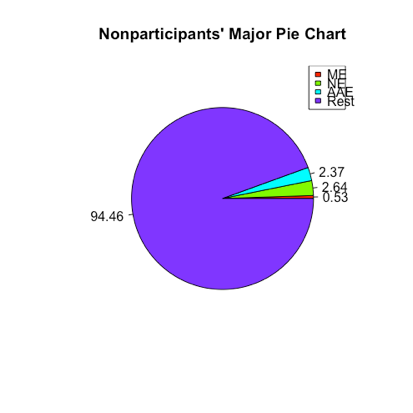 Nonparticipants' Major Pie Chart
ME
NE
AAE
Rest
2.37
2.64
0.53
94.46